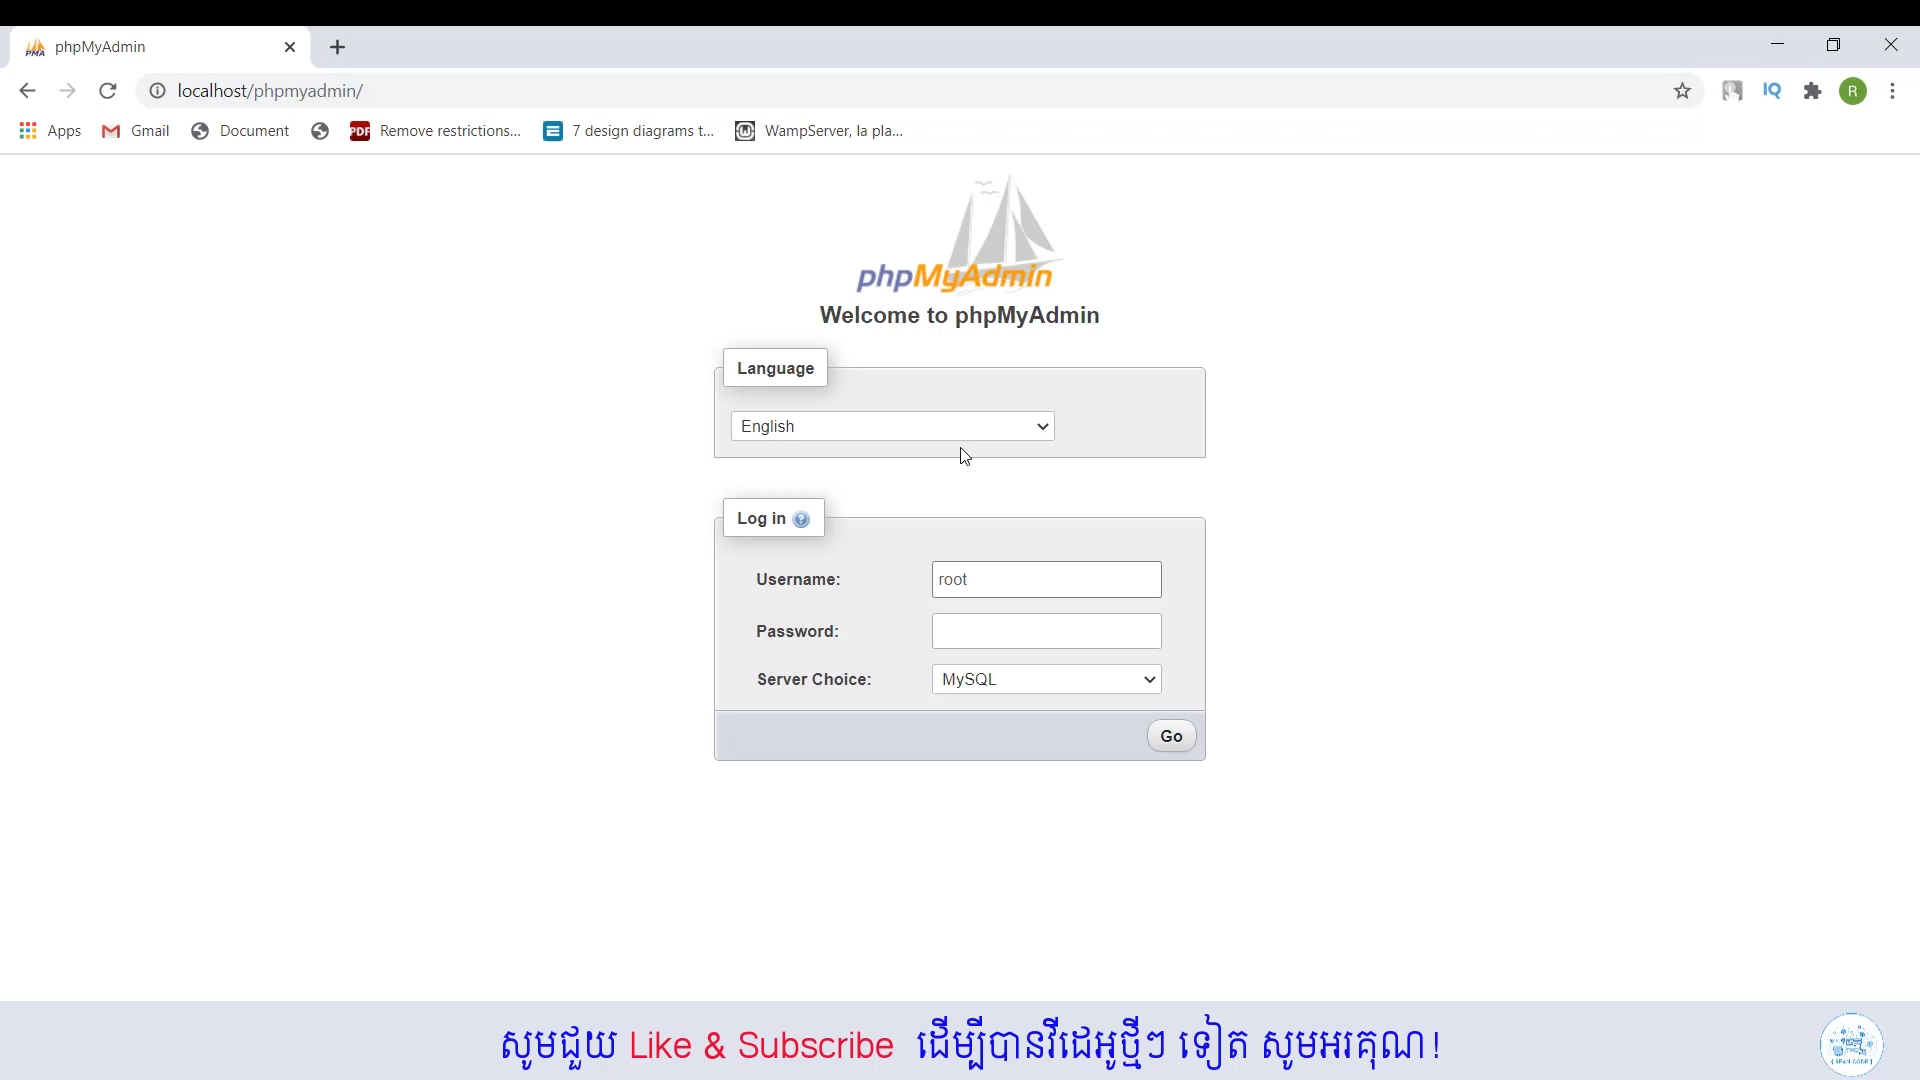 phpMyAdmin
localhost/phpmyadmin/
IQ
R
Apps
Gmail
Document
PDF
Remove restrictions...
7 design diagrams t...
WampServer, la pla...
phpMyAdmin
Welcome to phpMyAdmin
Language
English
Log in
Username:
root
Password:
Server Choice:
MySQL
Go
សូមជួយ Like & Subscribe ដើម្បីបានវីដេអូថ្មីៗ ទៀត សូមអរគុណ!